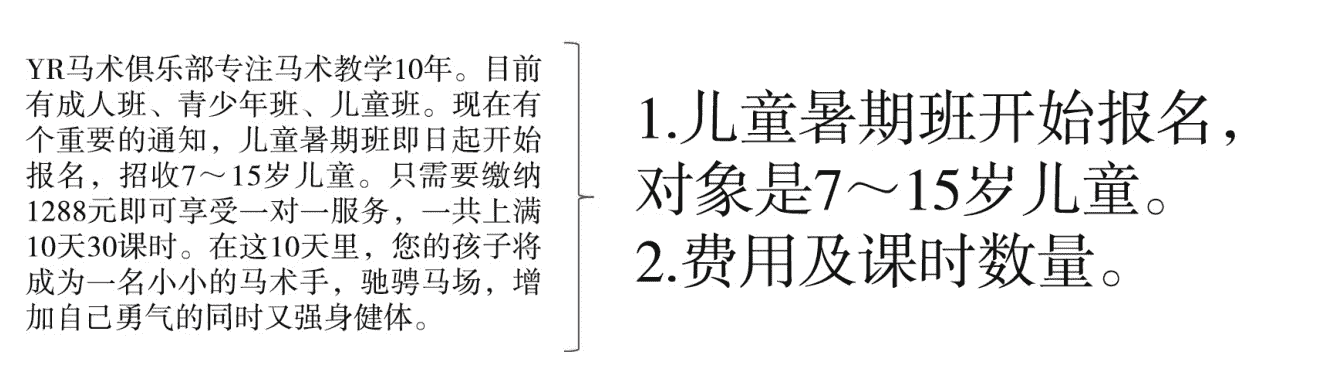 YR马术俱乐部专注马术教学10年。目前
有成人班、青少年班、儿童班。现在有
个重要的通知，儿童暑期班即日起开始
报名，招收7～15岁儿童。只需要缴纳
1288元即可享受一对一服务，一共上满
10天30课时。在这10天里，您的孩子将
成为一名小小的马术手，驰骋马场，增
加自己勇气的同时又强身健体。
1.儿童暑期班开始报名，
对象是7～15岁儿童。
2.费用及课时数量。